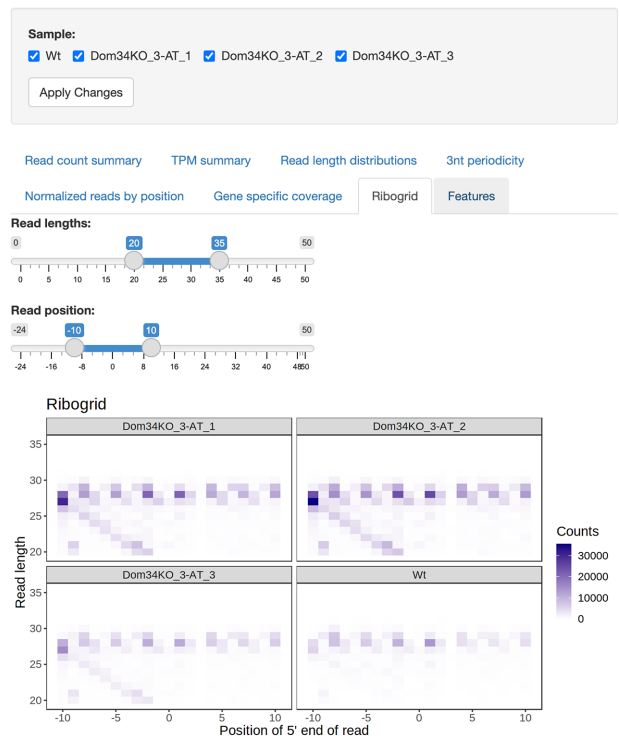 Sample:
Wt Dom34KO_3-AT_1 Dom34KO_3-AT_2 Dom34KO_3-AT_3
Apply Changes
Read count summary TPM summary Read length distributions 3nt periodicity
Normalized reads by position Gene specific coverage Ribogrid Features
Read lengths:
0 20 35 50
0 5 10 15 20 25 30 35 40 45 50
Read position:
-24 -10 10 50
-24 -16 -8 0 8 16 24 32 40 48 50
Ribogrid
Dom34KO_3-AT_1 Dom34KO_3-AT_2
35
30
25
20
Dom34KO_3-AT_3 Wt
35
30
25
20
Read length
-10 -5 0 5 10 -10 -5 0 5 10
Position of 5' end of read
Counts
30000
20000
10000
0